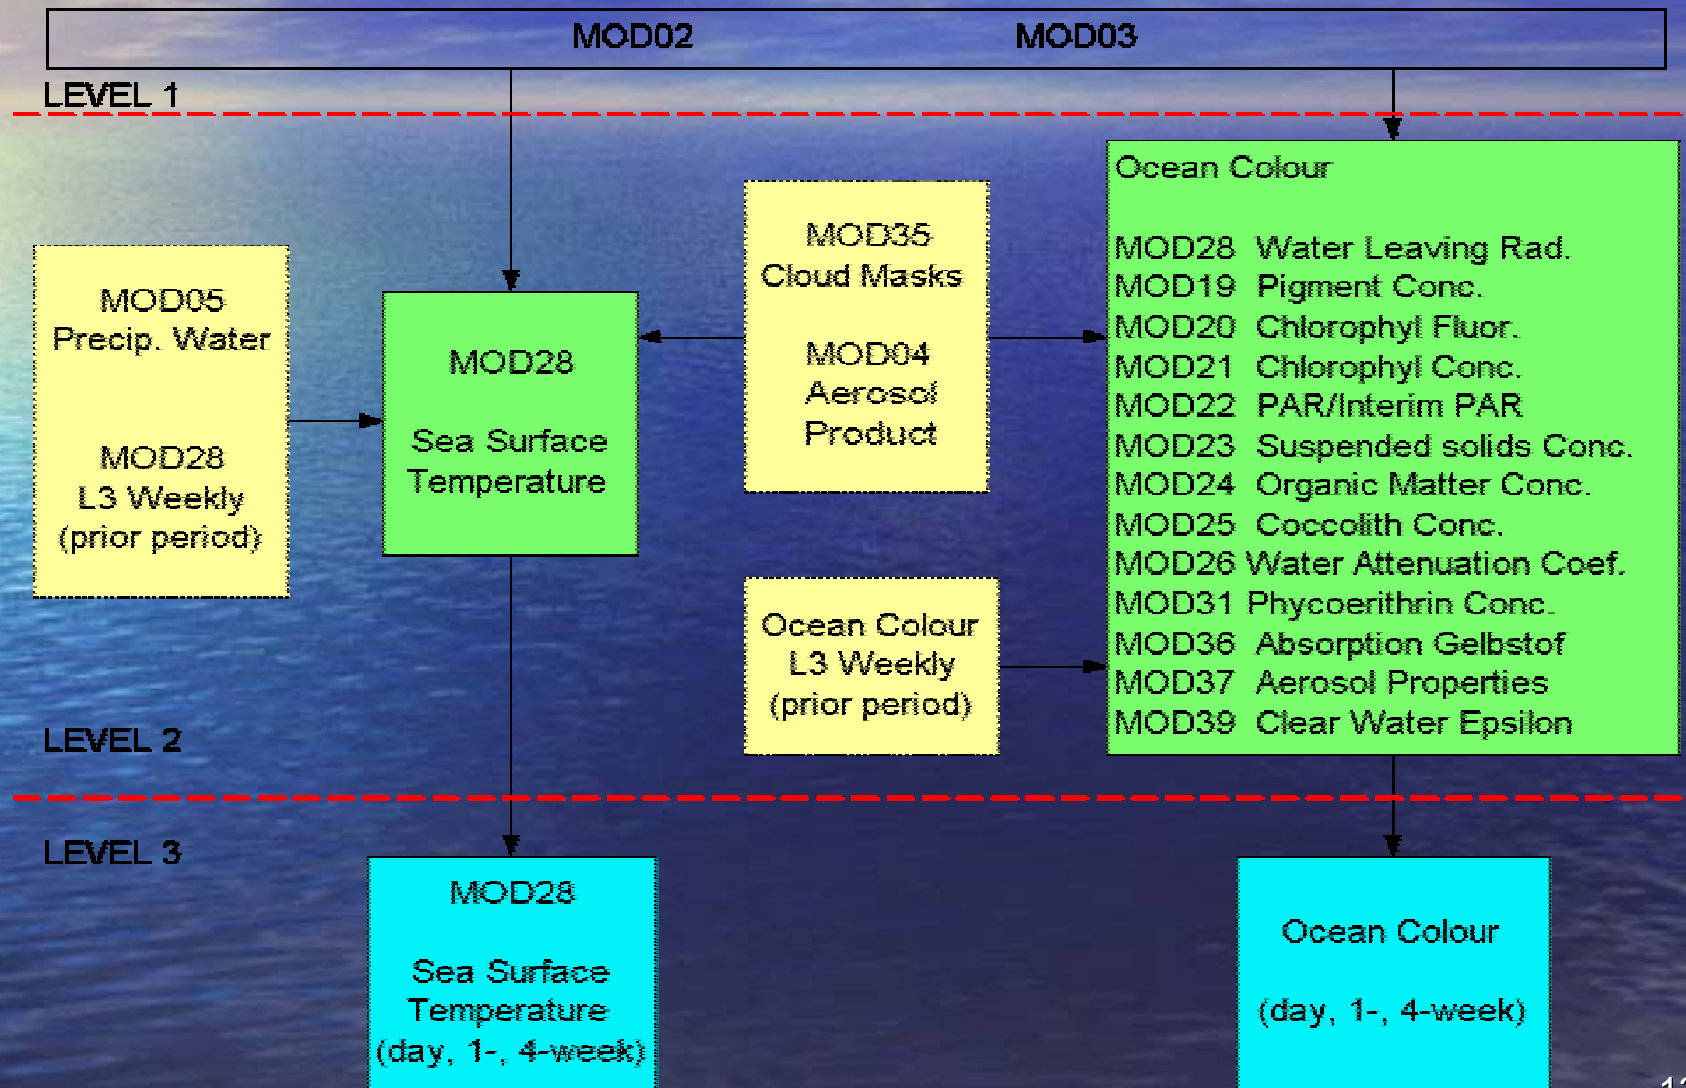 MOD02 MOD03
LEVEL 1
MOD05
Precip. Water
MOD28
L3 Weekly
(prior period)
MOD28
Sea Surface
Temperature
MOD35
Cloud Masks
MOD04
Aerosol
Product
Ocean Colour
L3 Weekly
(prior period)
Ocean Colour
MOD28 Water Leaving Rad.
MOD19 Pigment Conc.
MOD20 Chlorophyl Fluor.
MOD21 Chlorophyl Conc.
MOD22 PAR/Interim PAR
MOD23 Suspended solids Conc.
MOD24 Organic Matter Conc.
MOD25 Coccolith Conc.
MOD26 Water Attenuation Coef.
MOD31 Phycoerithrin Conc.
MOD36 Absorption Gelbstof
MOD37 Aerosol Properties
MOD39 Clear Water Epsilon
LEVEL 2
LEVEL 3
MOD28
Sea Surface
Temperature
(day, 1-, 4-week)
Ocean Colour
(day, 1-, 4-week)